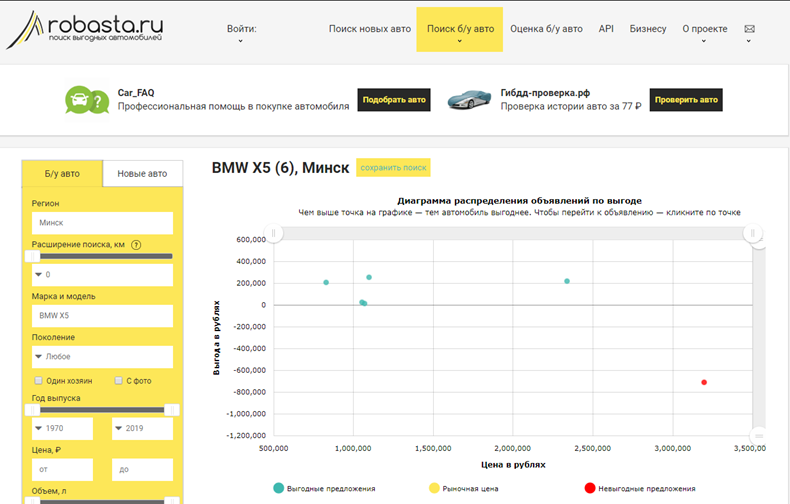 Arobasta.ru
поиск выгодных автомобилей
Войти:
Поиск новых авто
Поиск б/у авто
Оценка б/у авто
API
Бизнесу
О проекте
Car_FAQ
Профессиональная помощь в покупке автомобиля
Подобрать авто
Гибдд-проверка.рф
Проверка истории авто за 77 ₽
Проверить авто
Б/у авто
Новые авто
Регион
Минск
Расширение поиска, км ?
0
Марка и модель
BMW X5
Поколение
Любое
Один хозяин
С фото
Год выпуска
1970
2019
Цена, ₽
от
до
Объем, л
BMW X5 (6), Минск
сохранить поиск
Диаграмма распределения объявлений по выгоде
Чем выше точка на графике — тем автомобиль выгоднее. Чтобы перейти к объявлению — кликните по точке
Выгода в рублях
600,000
400,000
200,000
0
-200,000
-400,000
-600,000
-800,000
-1,000,000
-1,200,000
500,000
1,000,000
1,500,000
2,000,000
2,500,000
3,000,000
3,500,00
Цена в рублях
Выгодные предложения
Рыночная цена
Невыгодные предложения